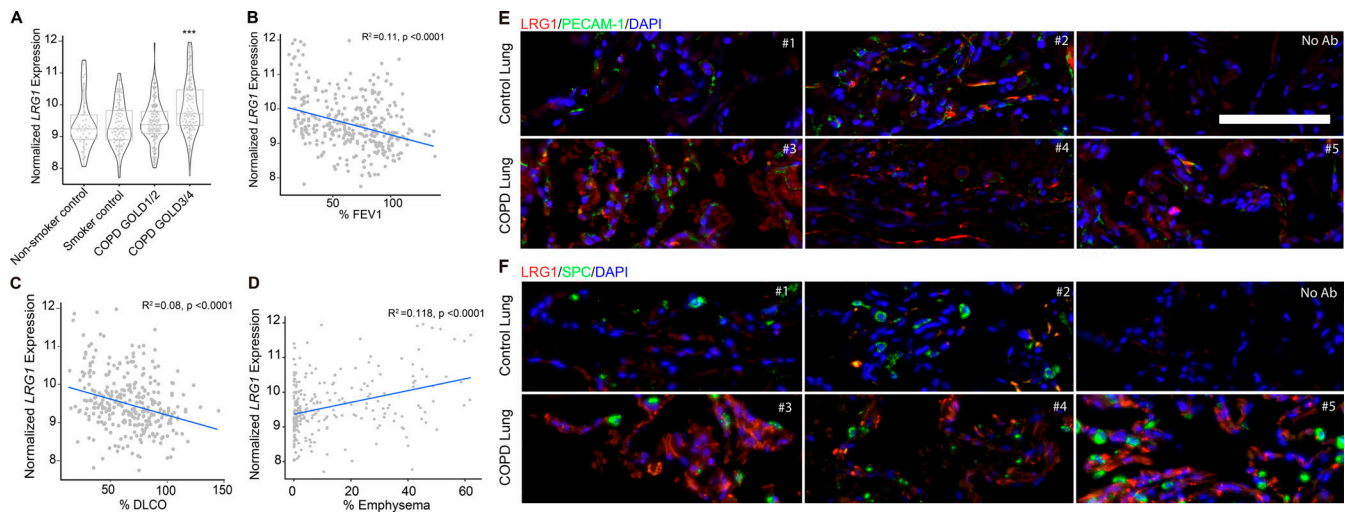 A
Normalized LRG1 Expression
12
11
10
9
8
***
Non-smoker control
Smoker control
COPD GOLD1/2
COPD GOLD3/4
B
R²=0.11, p <0.0001
Normalized LRG1 Expression
12
11
10
9
8
50
100
% FEV1
C
R²=0.08, p <0.0001
Normalized LRG1 Expression
12
11
10
9
8
50
100
150
% DLCO
D
R²=0.118, p <0.0001
Normalized LRG1 Expression
12
11
10
9
8
0
20
40
60
% Emphysema
E
LRG1/PECAM-1/DAPI
Control Lung
#1
#2
No Ab
COPD Lung
#3
#4
#5
F
LRG1/SPC/DAPI
Control Lung
#1
#2
No Ab
COPD Lung
#3
#4
#5